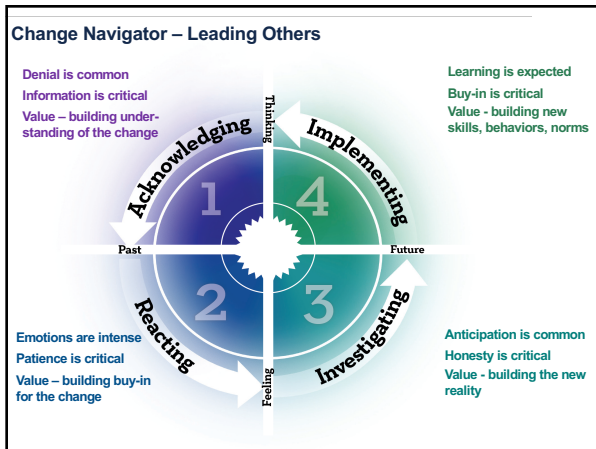 Change Navigator – Leading Others
Denial is common
Information is critical
Value – building under-
standing of the change
Learning is expected
Buy-in is critical
Value - building new
skills, behaviors, norms
Thinking
Acknowledging
Implementing
1
4
Past
Future
2
3
Reacting
Investigating
Feeling
Emotions are intense
Patience is critical
Value – building buy-in
for the change
Anticipation is common
Honesty is critical
Value - building the new
reality